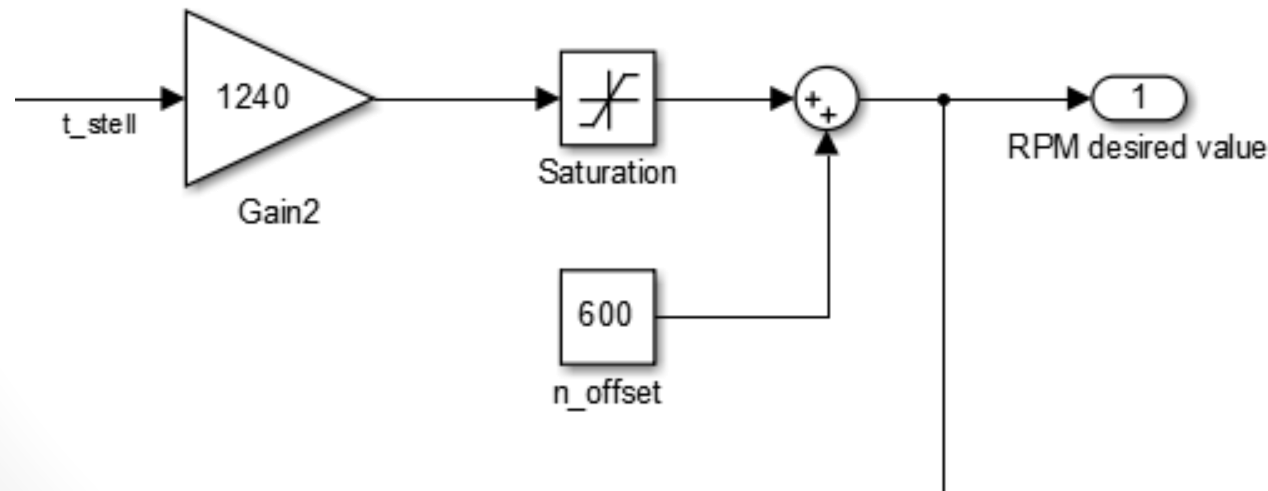 1240
t_stell
Gain2
Saturation
+
+
1
RPM desired value
600
n_offset